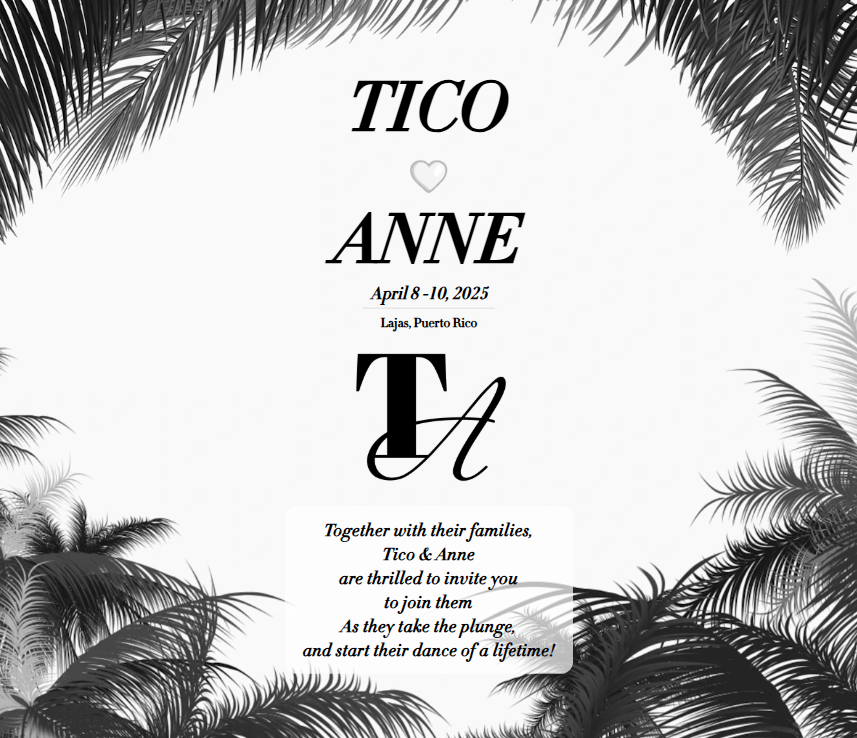 TICO
ANNE
April 8 -10, 2025
Lajas, Puerto Rico
TA
Together with their families,
Tico & Anne
are thrilled to invite you
to join them
As they take the plunge,
and start their dance of a lifetime!